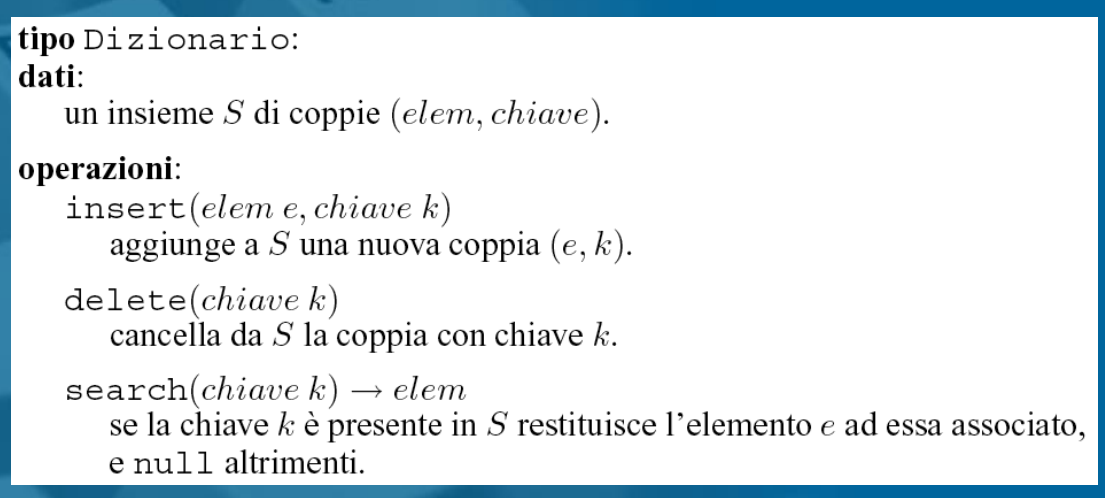 tipo Dizionario:
dati:
un insieme S di coppie (elem, chiave).
operazioni:
insert(elem e, chiave k)
aggiunge a S una nuova coppia (e, k).
delete(chiave k)
cancella da S la coppia con chiave k.
search(chiave k) → elem
se la chiave k è presente in S restituisce l'elemento e ad essa associato,
e null altrimenti.